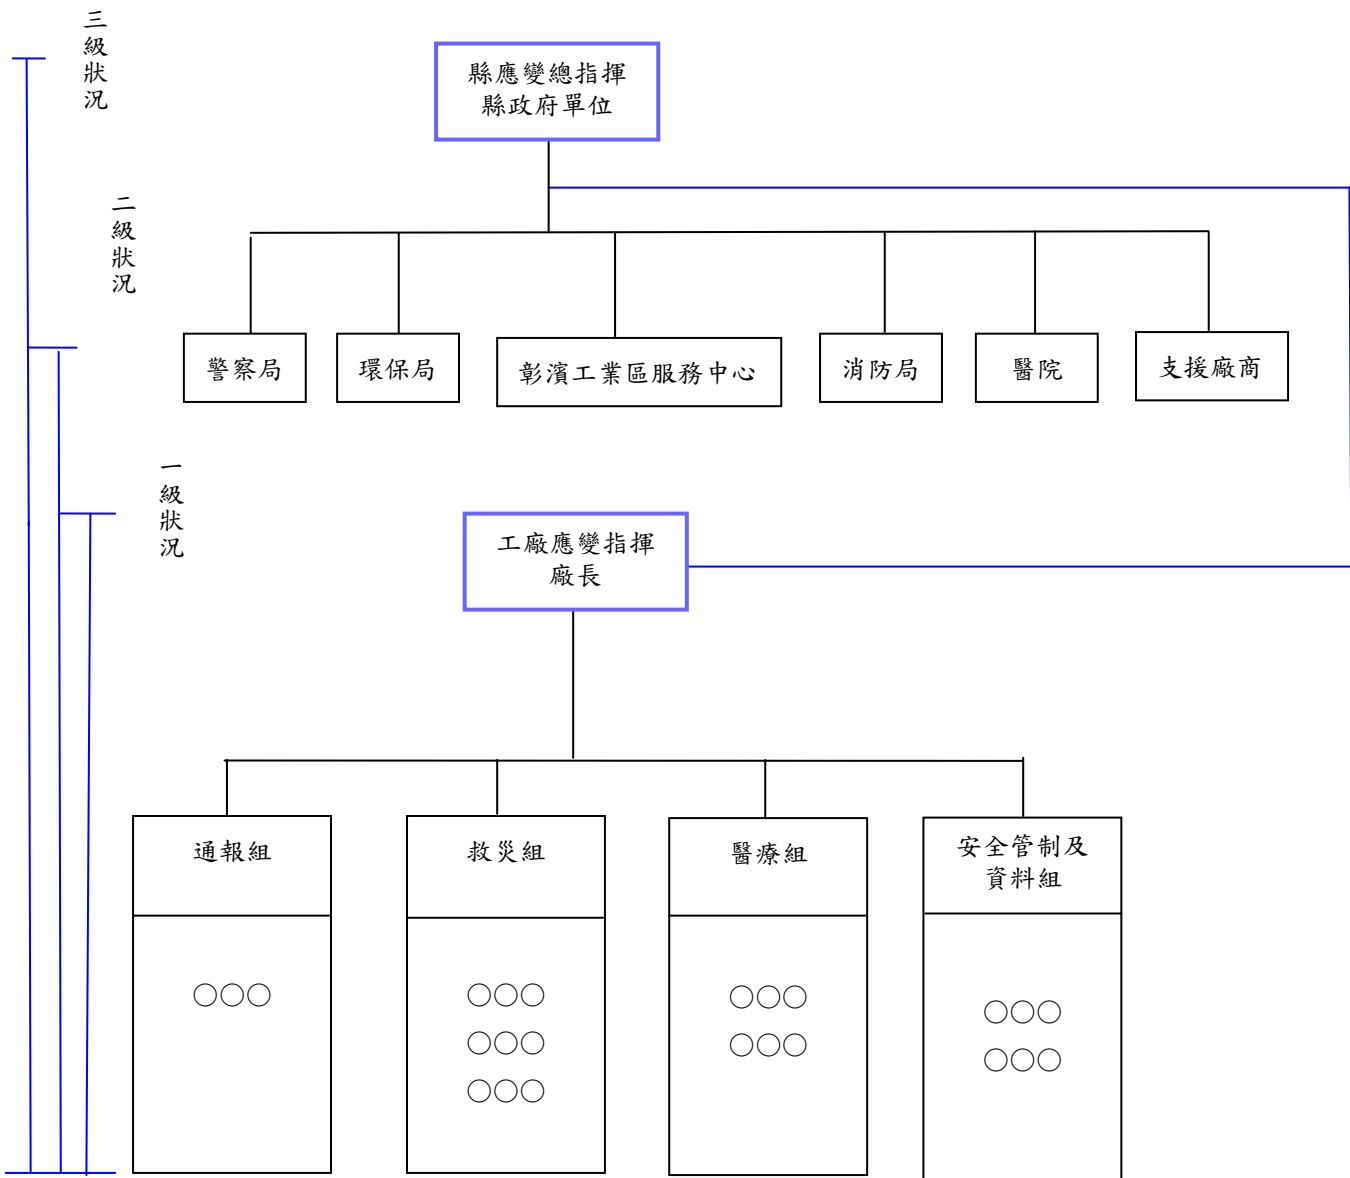 三級狀況
縣應變總指揮
縣政府單位
二級狀況
警察局
環保局
彰濱工業區服務中心
消防局
醫院
支援廠商
一級狀況
工廠應變指揮
廠長
通報組
救災組
醫療組
安全管制及
資料組
○○○
○○○
○○○
○○○
○○○
○○○
○○○
○○○